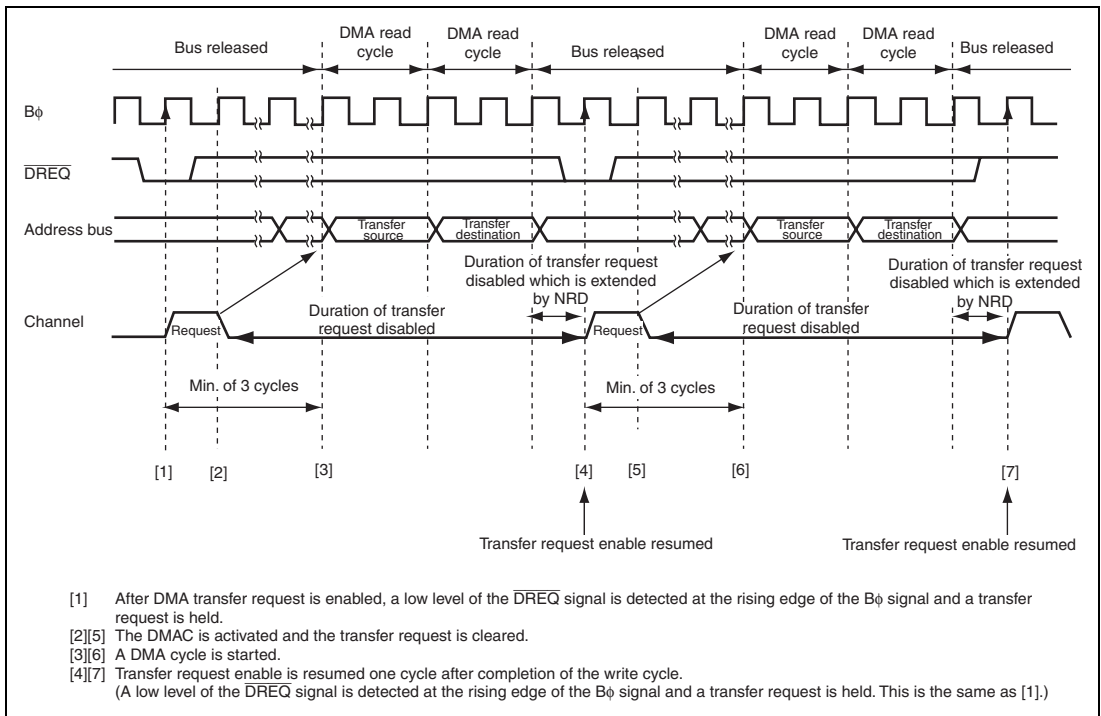 Bus released
DMA read cycle
DMA read cycle
Bus released
DMA read cycle
DMA read cycle
Bus released
Bφ
DREQ
Address bus
Transfer source
Transfer destination
Transfer source
Transfer destination
Duration of transfer request disabled which is extended by NRD
Duration of transfer request disabled which is extended by NRD
Channel
Request
Duration of transfer request disabled
Request
Duration of transfer request disabled
Min. of 3 cycles
Min. of 3 cycles
[1]
[2]
[3]
[4]
[5]
[6]
[7]
Transfer request enable resumed
Transfer request enable resumed
[1] After DMA transfer request is enabled, a low level of the DREQ signal is detected at the rising edge of the Bφ signal and a transfer
request is held.
[2][5] The DMAC is activated and the transfer request is cleared.
[3][6] A DMA cycle is started.
[4][7] Transfer request enable is resumed one cycle after completion of the write cycle.
(A low level of the DREQ signal is detected at the rising edge of the Bφ signal and a transfer request is held. This is the same as [1].)